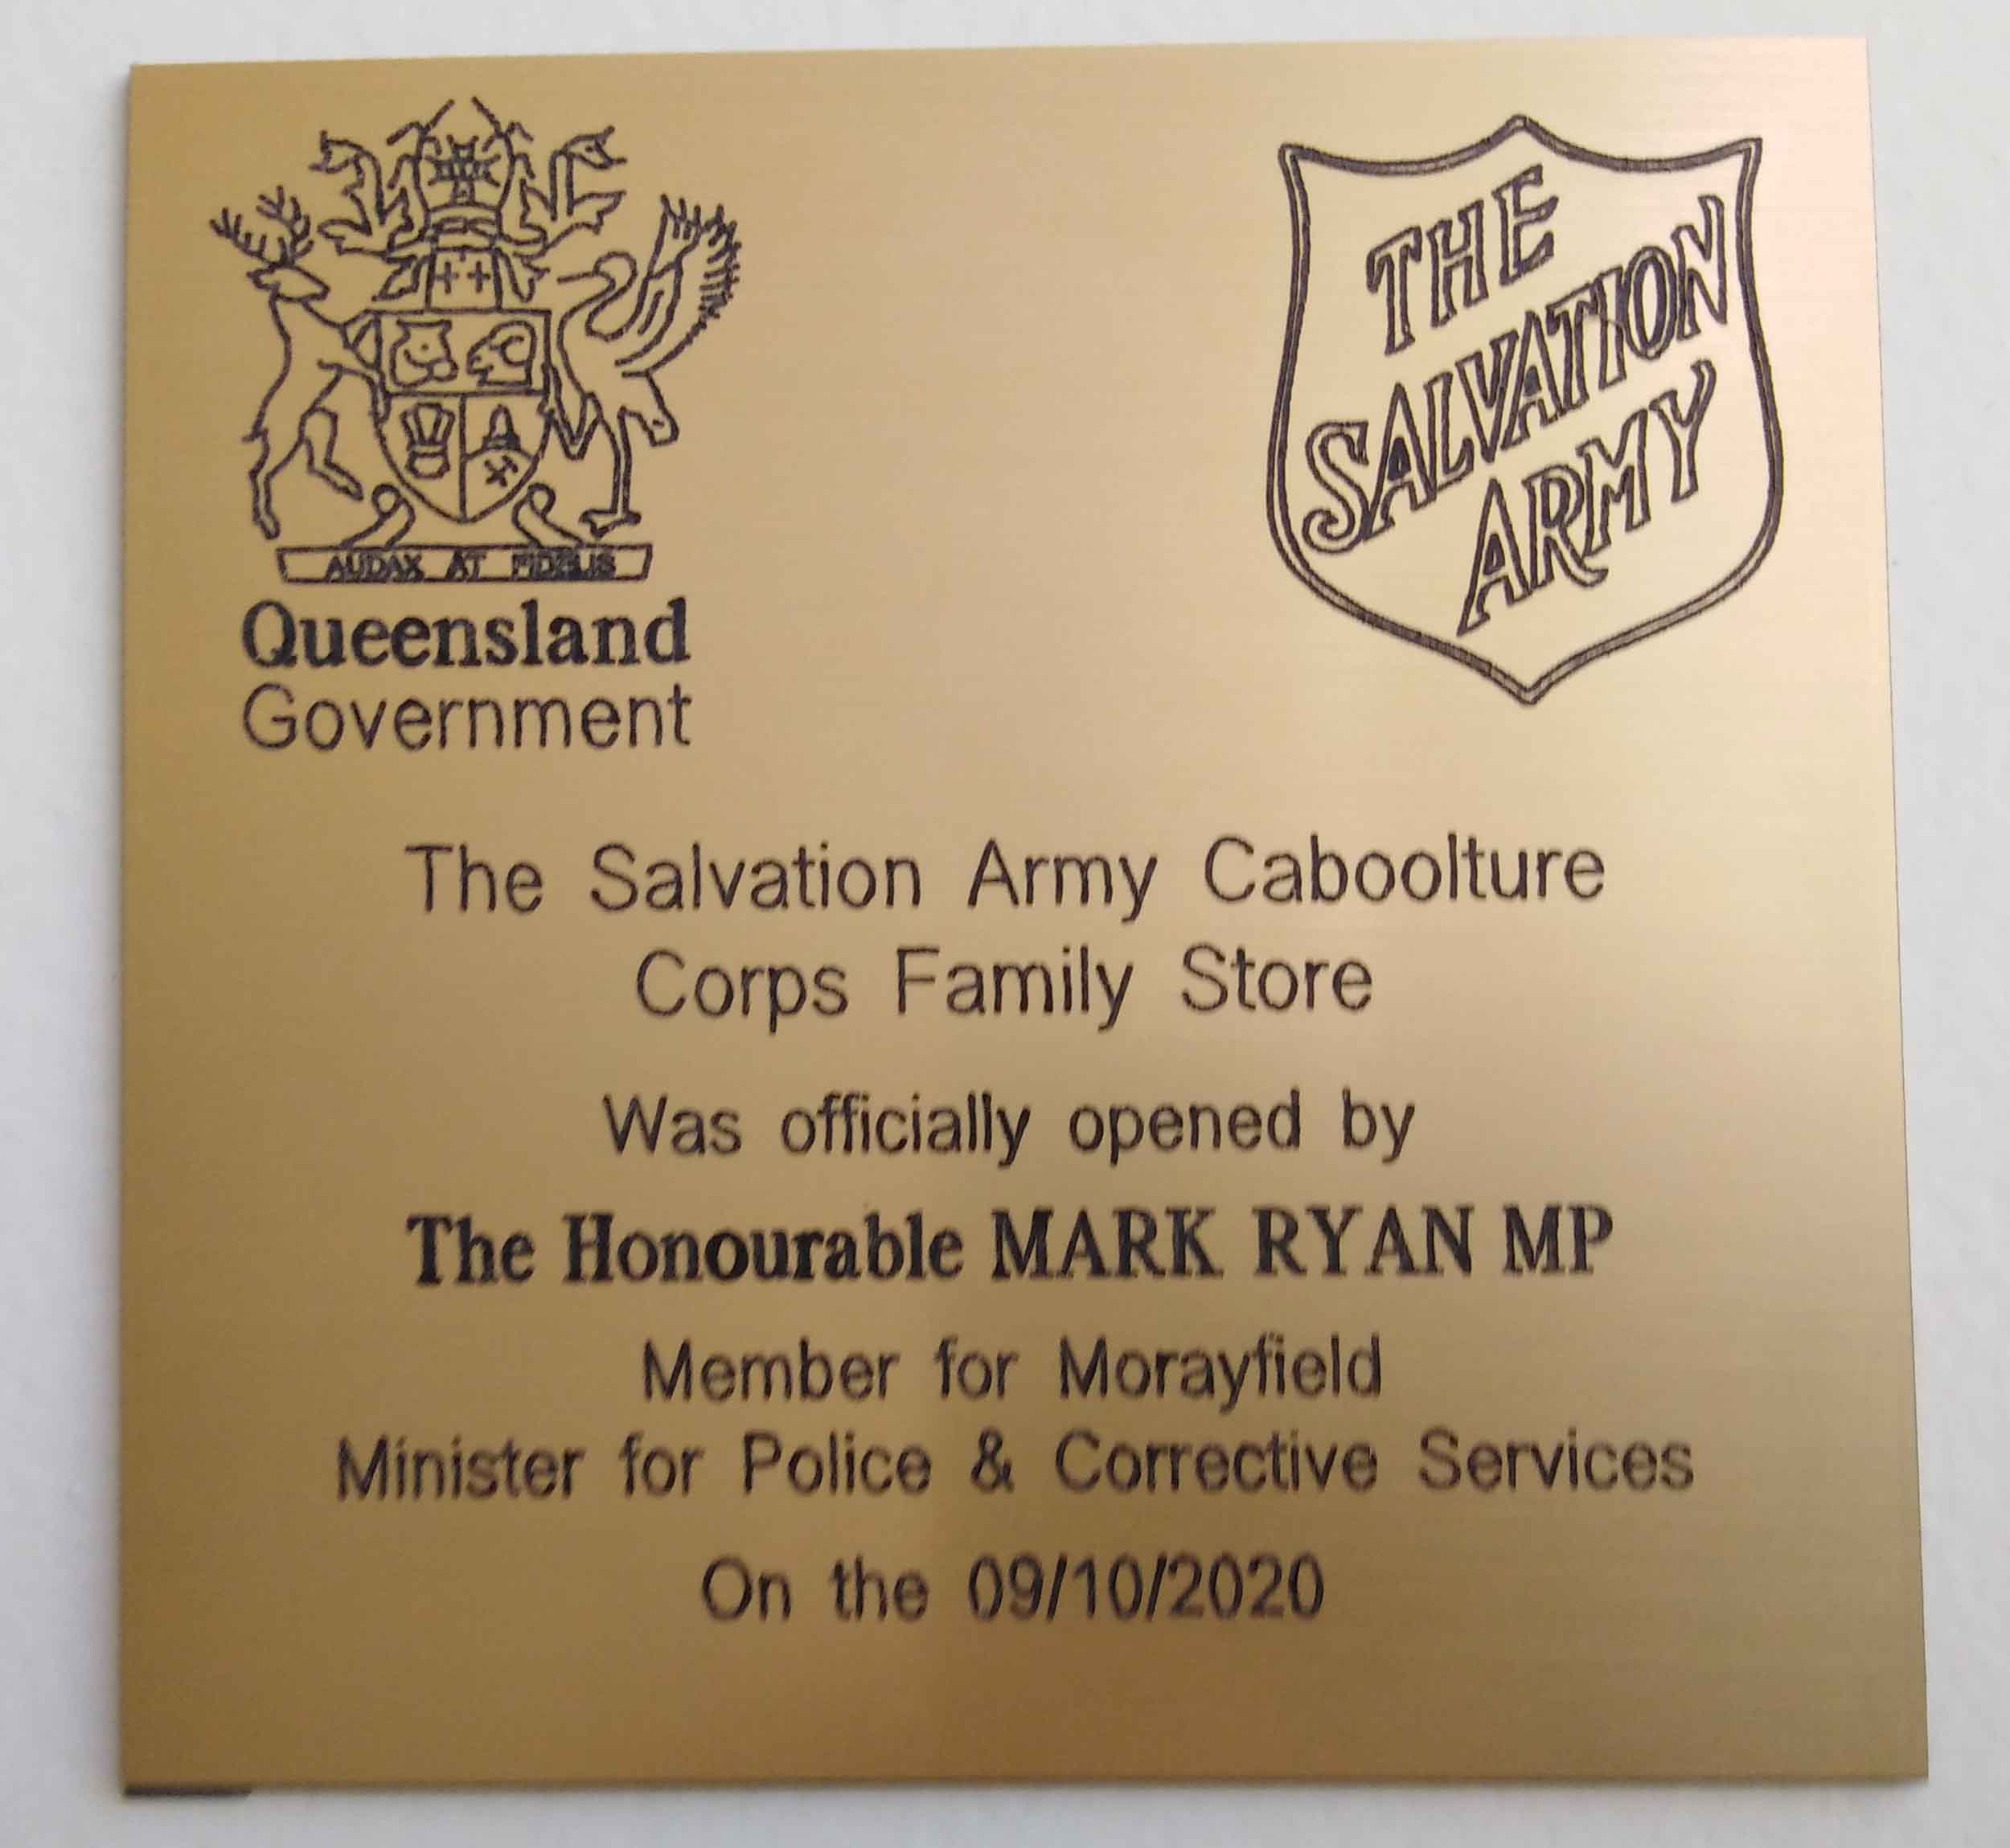 AUDAX AT FIDELIS
Queensland
Government
THE
SALVATION
ARMY
The Salvation Army Caboolture
Corps Family Store
Was officially opened by
The Honourable MARK RYAN MP
Member for Morayfield
Minister for Police & Corrective Services
On the 09/10/2020